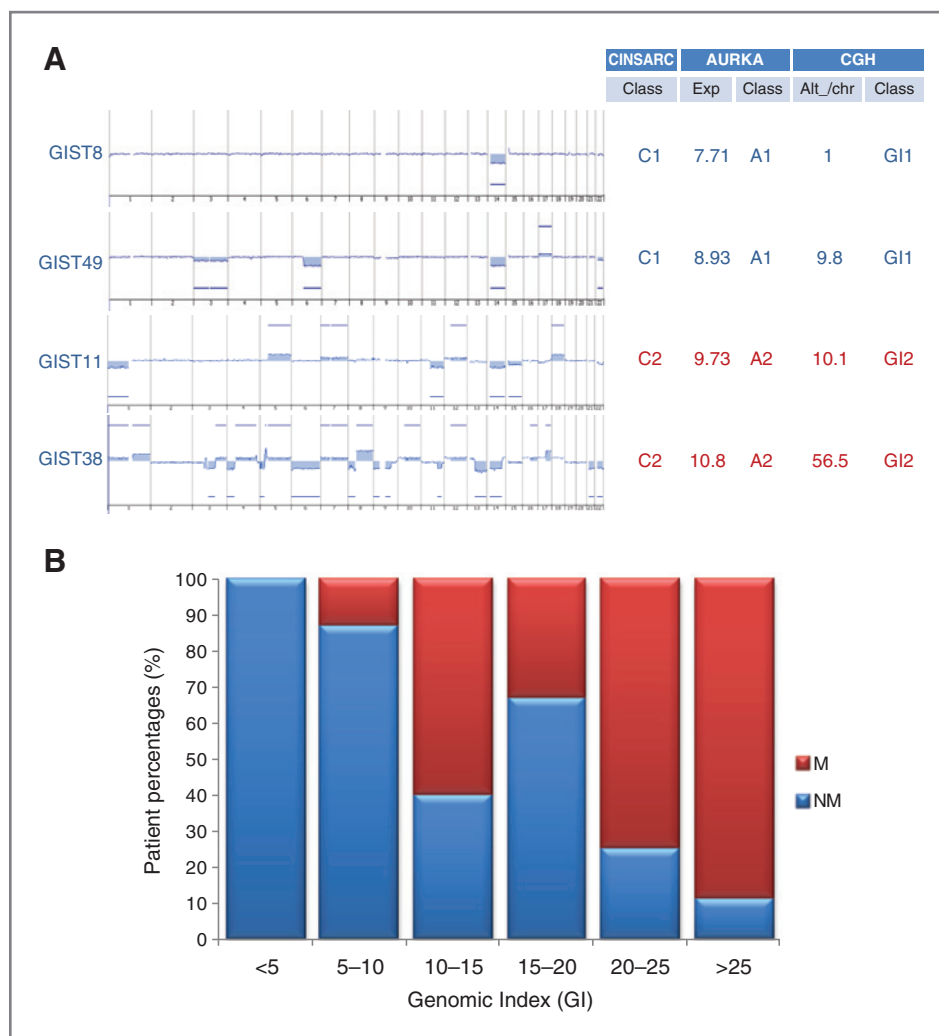 A
CINSARC AURKA CGH
Class Exp Class Alt_/chr Class
GIST8 C1 7.71 A1 1 GI1
GIST49 C1 8.93 A1 9.8 GI1
GIST11 C2 9.73 A2 10.1 GI2
GIST38 C2 10.8 A2 56.5 GI2
B
Patient percentages (%)
100
90
80
70
60
50
40
30
20
10
0
M
NM
<5 5–10 10–15 15–20 20–25 >25
Genomic Index (GI)